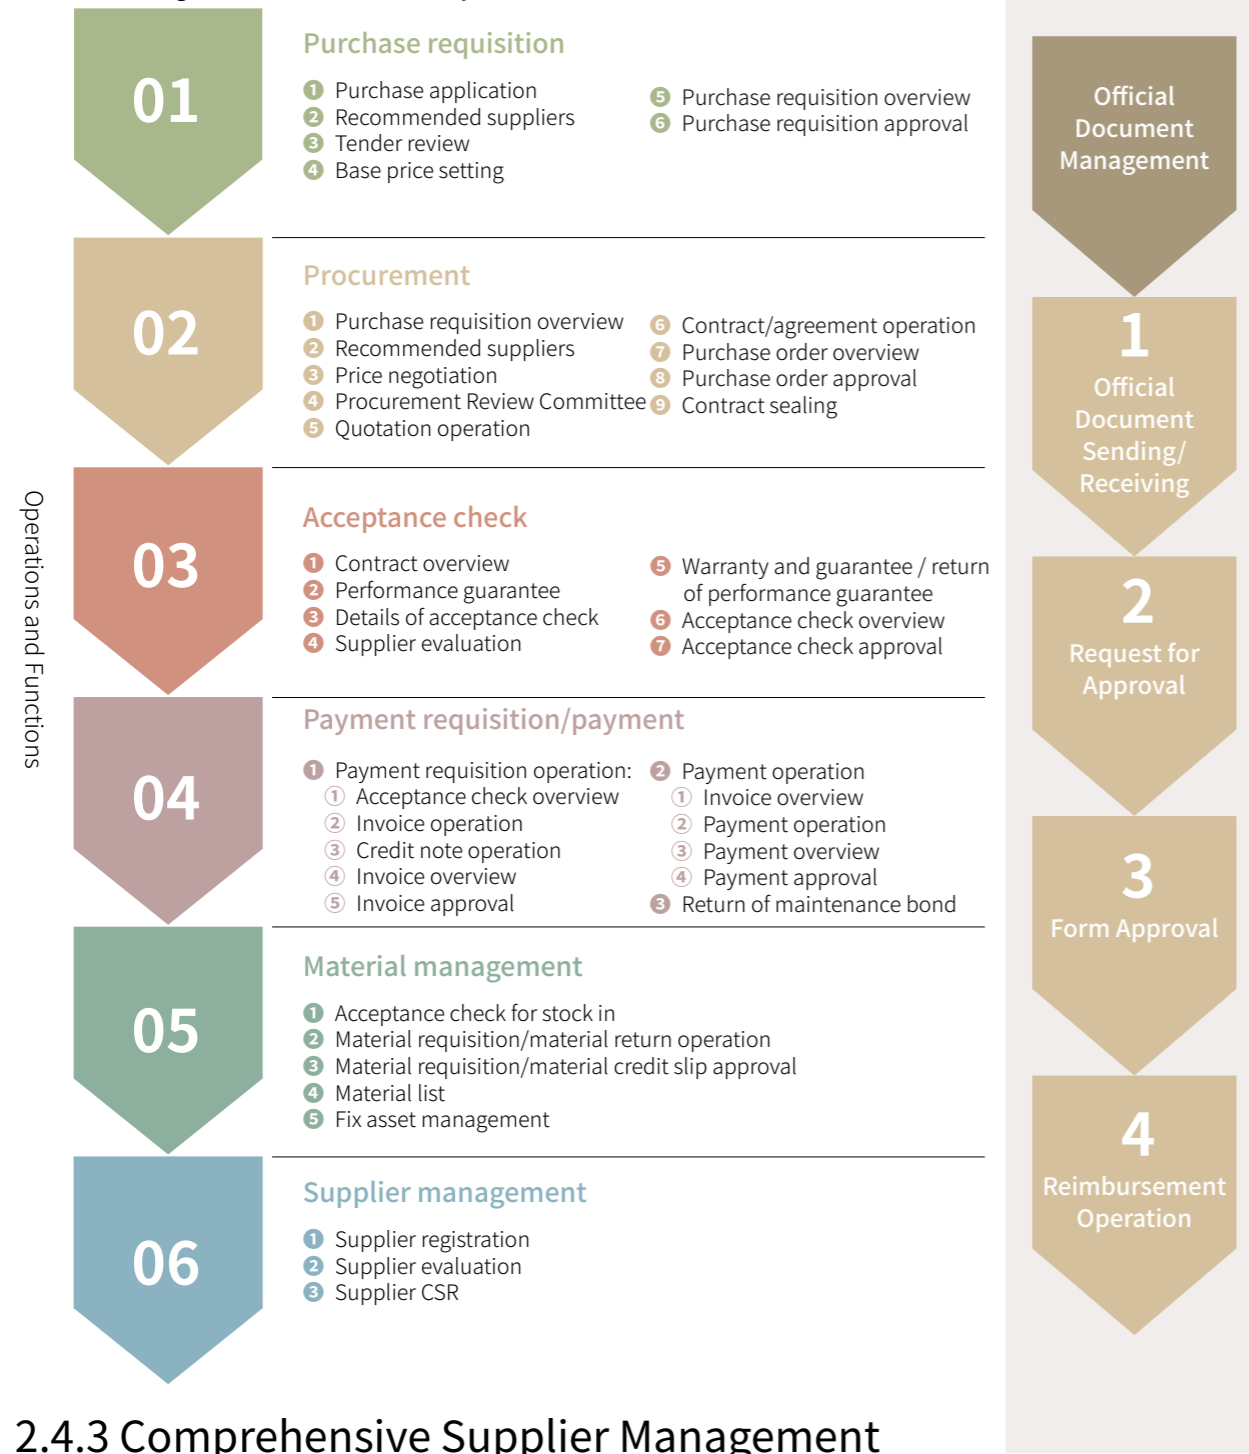 Operations and Functions
01
Purchase requisition
1 Purchase application
2 Recommended suppliers
3 Tender review
4 Base price setting
5 Purchase requisition overview
6 Purchase requisition approval
02
Procurement
1 Purchase requisition overview
2 Recommended suppliers
3 Price negotiation
4 Procurement Review Committee
5 Quotation operation
6 Contract/agreement operation
7 Purchase order overview
8 Purchase order approval
9 Contract sealing
03
Acceptance check
1 Contract overview
2 Performance guarantee
3 Details of acceptance check
4 Supplier evaluation
5 Warranty and guarantee / return
of performance guarantee
6 Acceptance check overview
7 Acceptance check approval
04
Payment requisition/payment
1 Payment requisition operation:
① Acceptance check overview
② Invoice operation
③ Credit note operation
④ Invoice overview
⑤ Invoice approval
2 Payment operation
① Invoice overview
② Payment operation
③ Payment overview
④ Payment approval
3 Return of maintenance bond
05
Material management
1 Acceptance check for stock in
2 Material requisition/material return operation
3 Material requisition/material credit slip approval
4 Material list
5 Fix asset management
06
Supplier management
1 Supplier registration
2 Supplier evaluation
3 Supplier CSR
Official
Document
Management
1
Official
Document
Sending/
Receiving
2
Request for
Approval
3
Form Approval
4
Reimbursement
Operation
2.4.3 Comprehensive Supplier Management